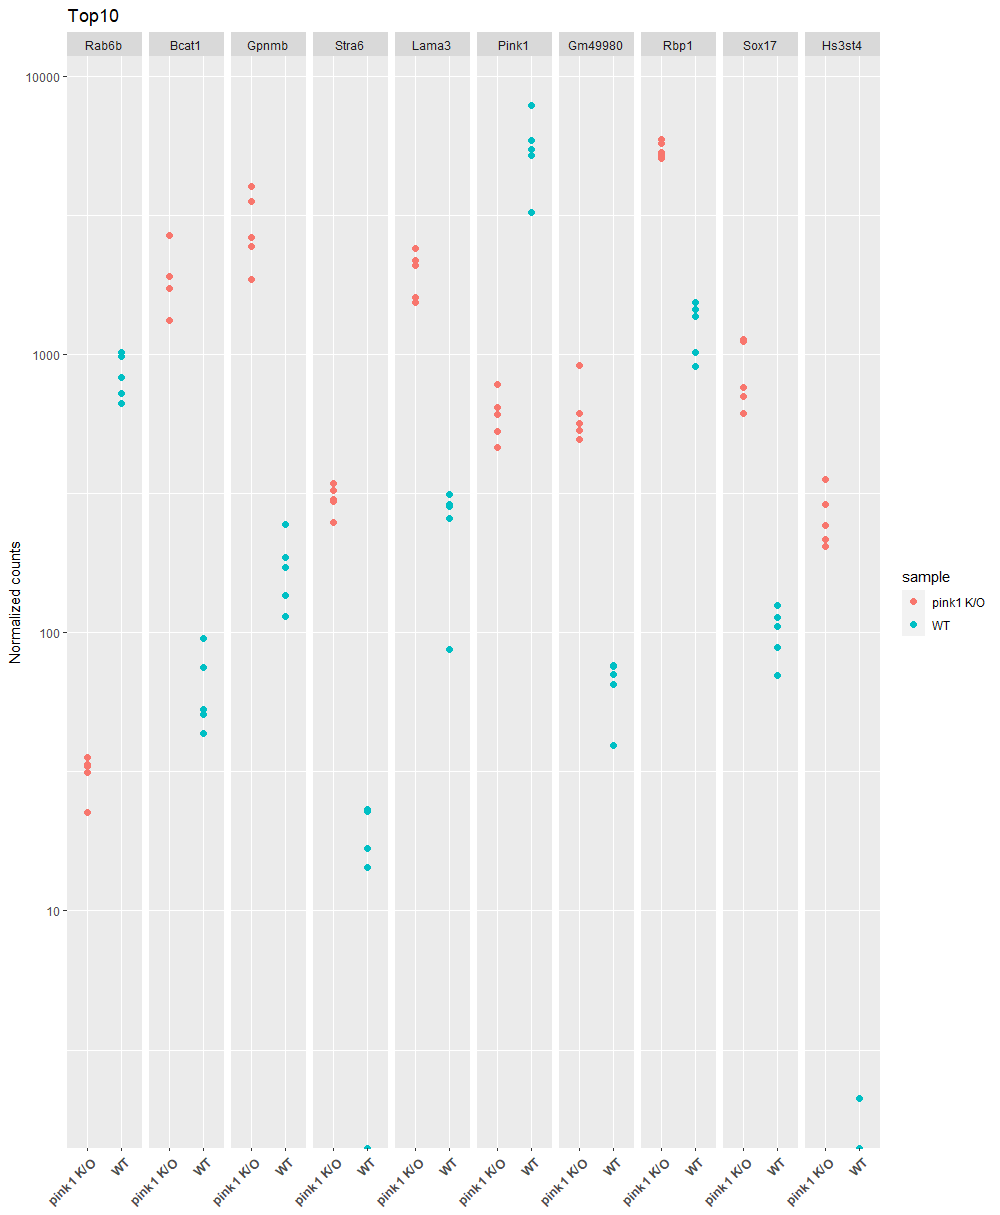 Top10
Rab6b Bcat1 Gpnmb Stra6 Lama3 Pink1 Gm49980 Rbp1 Sox17 Hs3st4
10000
1000
100
10
Normalized counts
sample
pink1 K/O
WT
pink1 K/O WT pink1 K/O WT pink1 K/O WT pink1 K/O WT pink1 K/O WT pink1 K/O WT pink1 K/O WT pink1 K/O WT pink1 K/O WT pink1 K/O WT